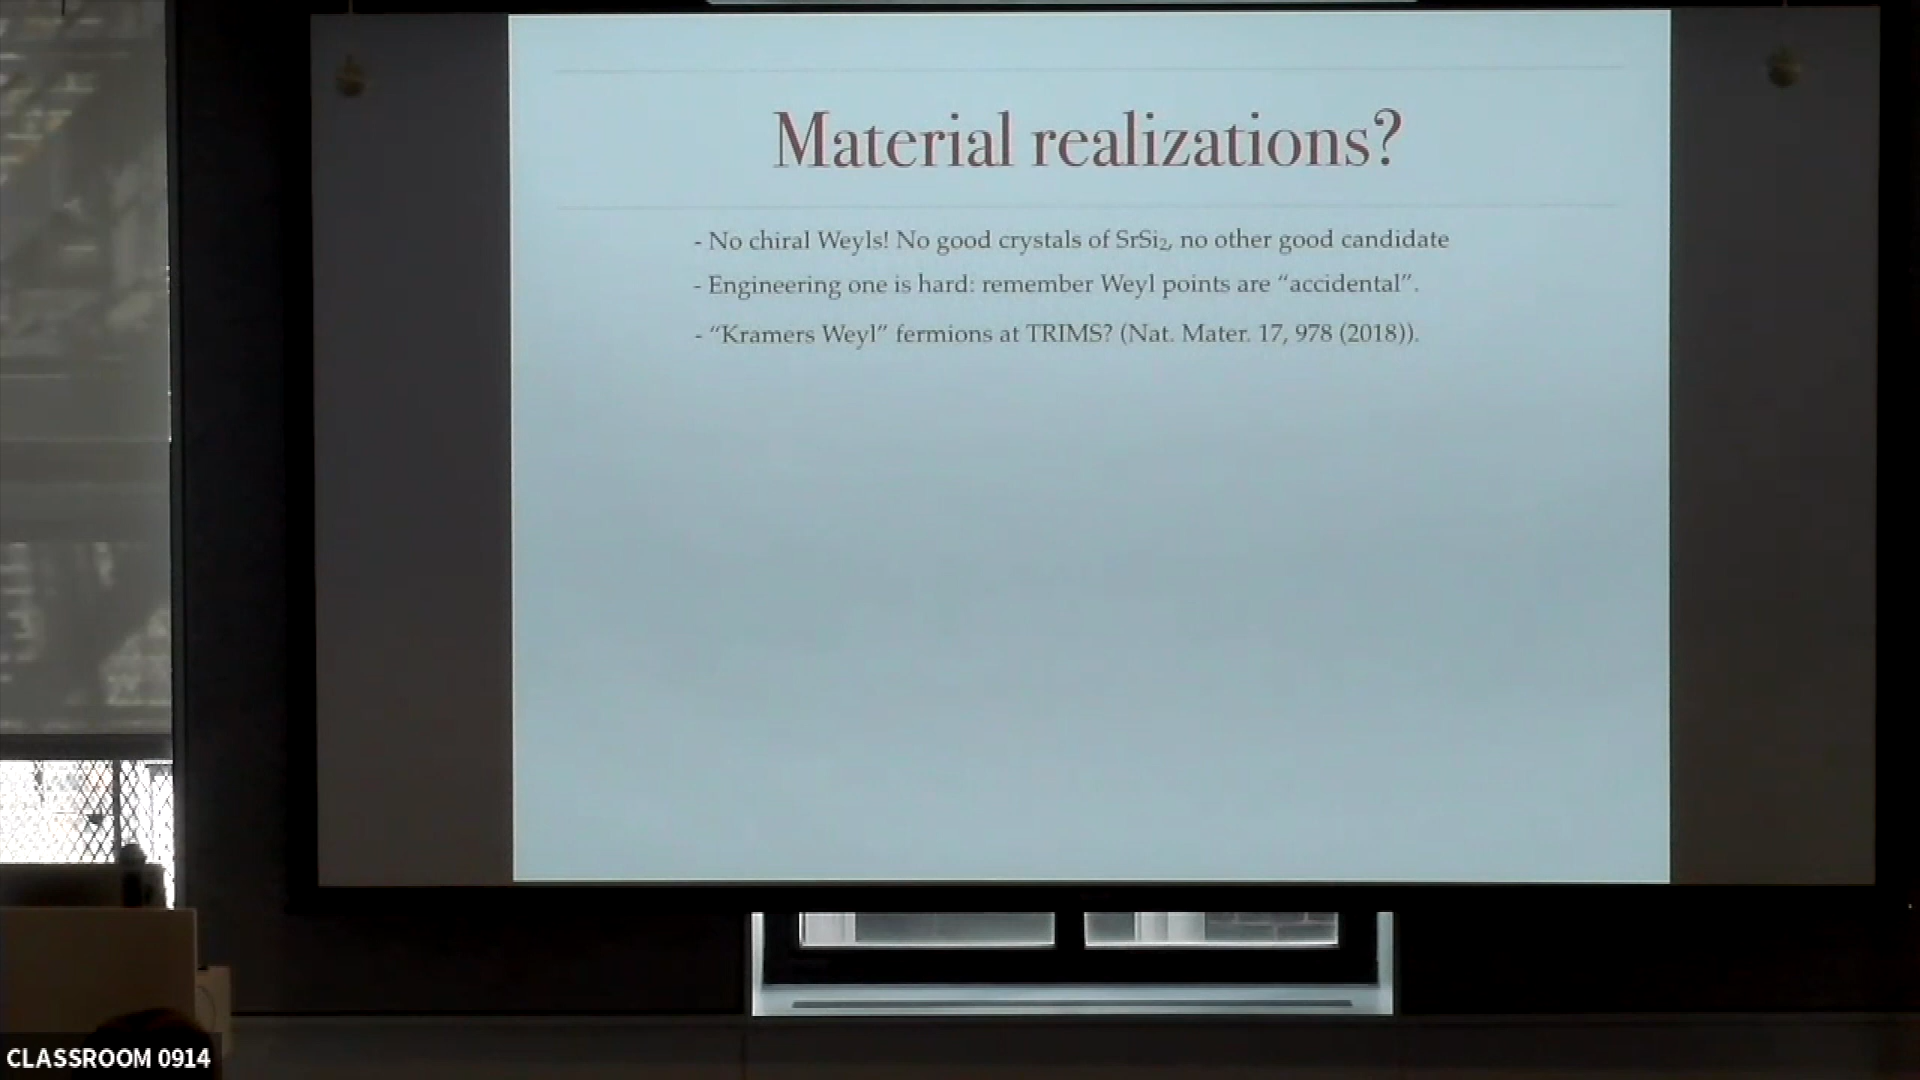 Material realizations?
- No chiral Weyls! No good crystals of SrSi₂, no other good candidate
- Engineering one is hard: remember Weyl points are “accidental”.
- “Kramers Weyl” fermions at TRIMS? (Nat. Mater. 17, 978 (2018)).
CLASSROOM 0914